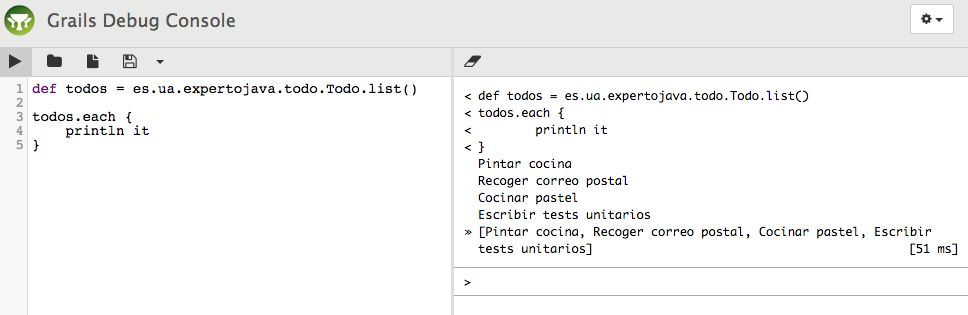 Grails Debug Console
1 def todos = es.ua.expertojava.todo.Todo.list()
2
3 todos.each {
4     println it
5 }
< def todos = es.ua.expertojava.todo.Todo.list()
< todos.each {
<         println it
< }
Pintar cocina
Recoger correo postal
Cocinar pastel
Escribir tests unitarios
» [Pintar cocina, Recoger correo postal, Cocinar pastel, Escribir
tests unitarios] [51 ms]
>